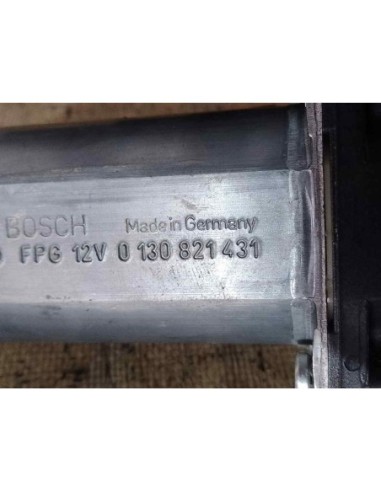 BOSCH Made in Germany
FPG 12V 0 130 821 431